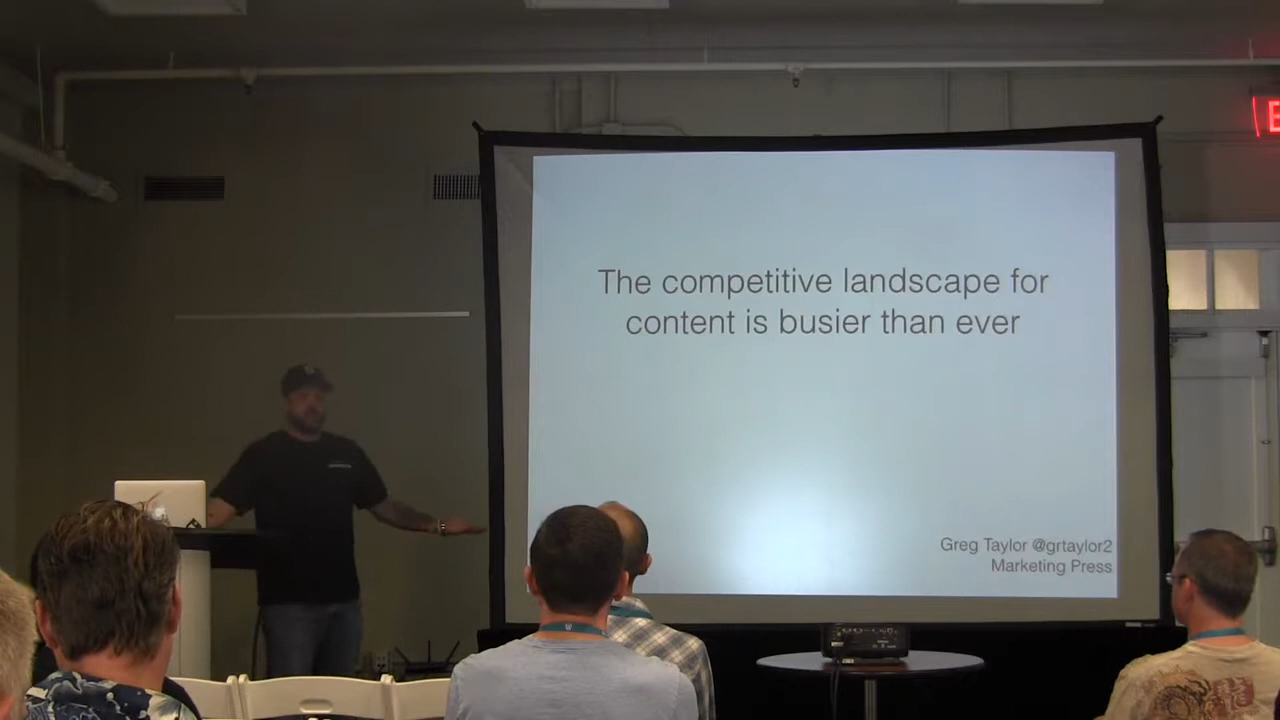 The competitive landscape for
content is busier than ever
Greg Taylor @grtaylor2
Marketing Press
E